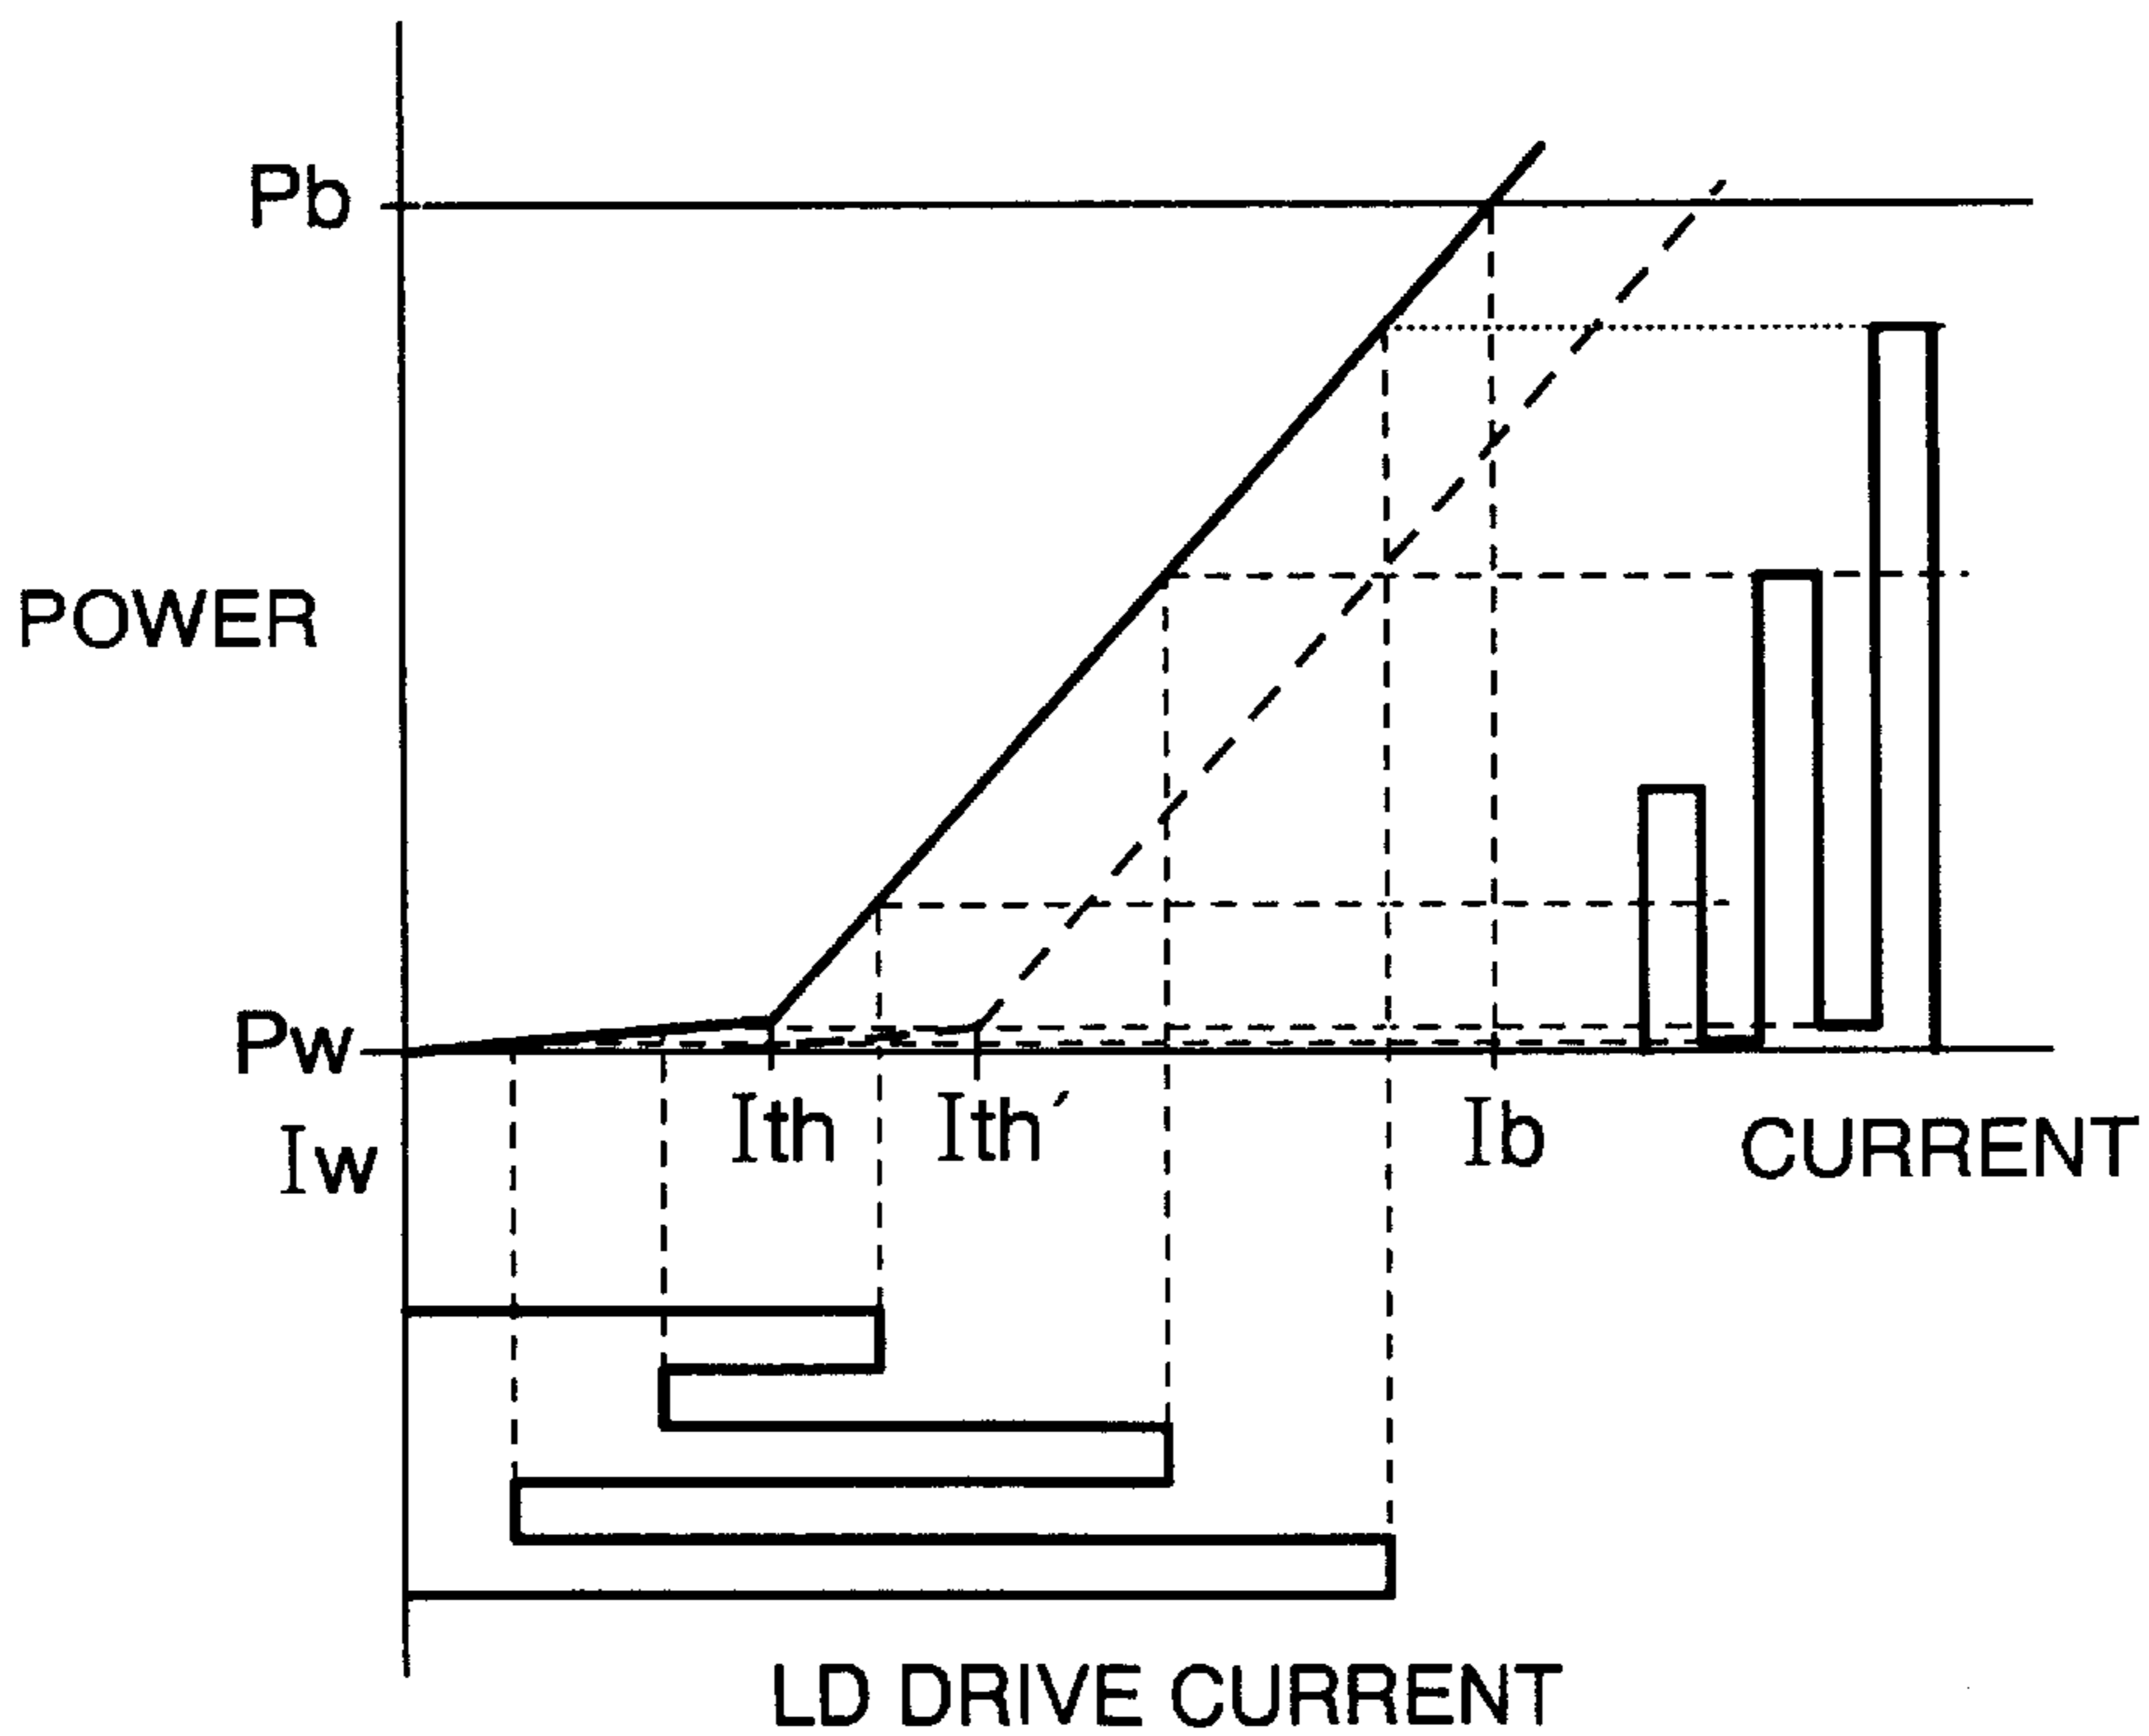 Pb
POWER
Pw
Iw
Ith
Ith′
Ib
CURRENT
LD DRIVE CURRENT